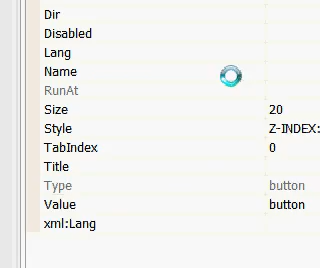 Dir
Disabled
Lang
Name
RunAt
Size 20
Style Z-INDEX:
TabIndex 0
Title
Type button
Value button
xml:Lang